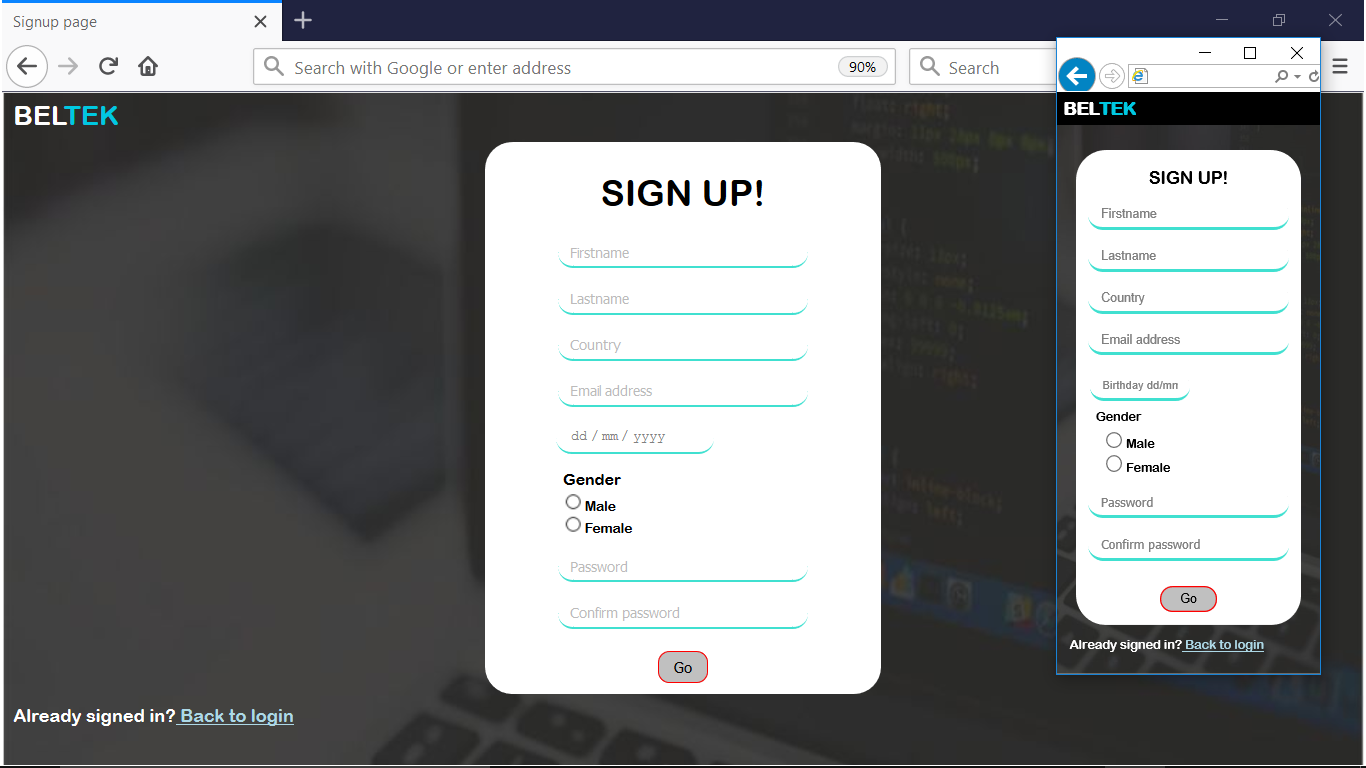 Signup page
Search with Google or enter address
90%
Search
BELTEK
SIGN UP!
Firstname
Lastname
Country
Email address
dd / mm / yyyy
Gender
Male
Female
Password
Confirm password
Go
Already signed in? Back to login
BELTEK
SIGN UP!
Firstname
Lastname
Country
Email address
Birthday dd/mn
Gender
Male
Female
Password
Confirm password
Go
Already signed in? Back to login